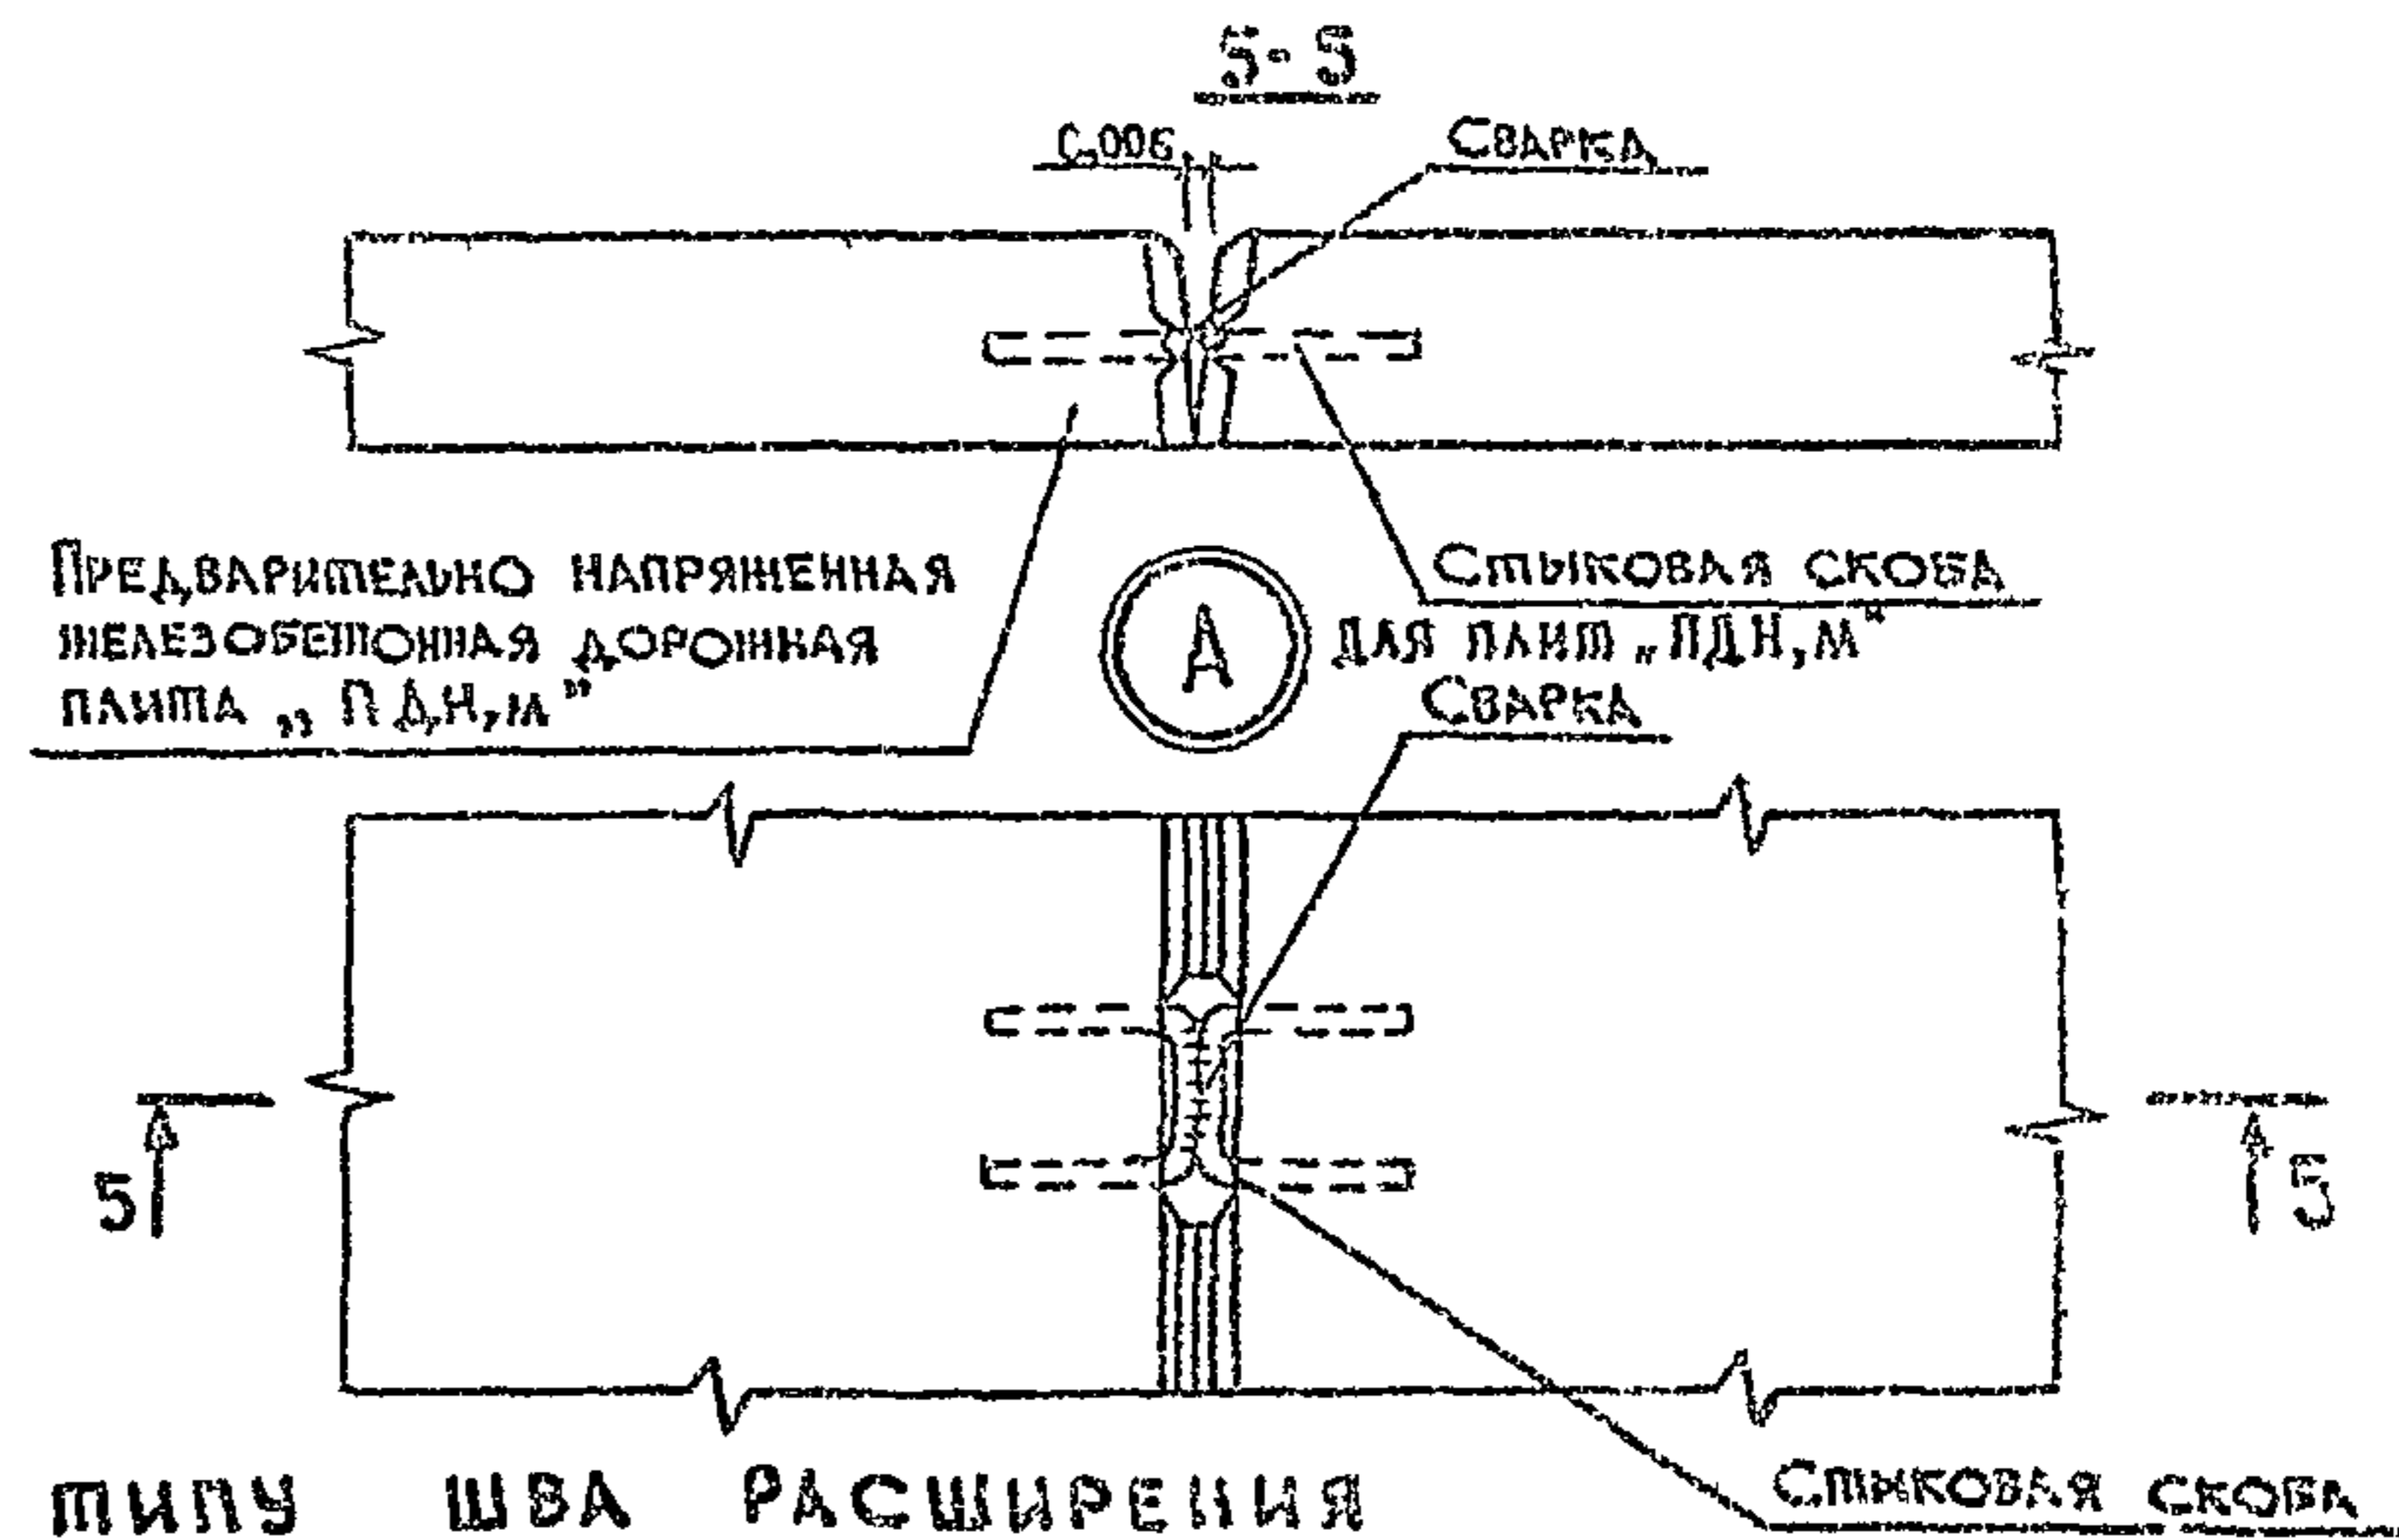 5-5
0.006
Сварка
Предварительно напряженная
железобетонная дорожная
плита „ПДН,м"
А
Стыковая скоба
для плит „ПДН,м"
Сварка
5
5
типу шва расширения
Стыковая скоба